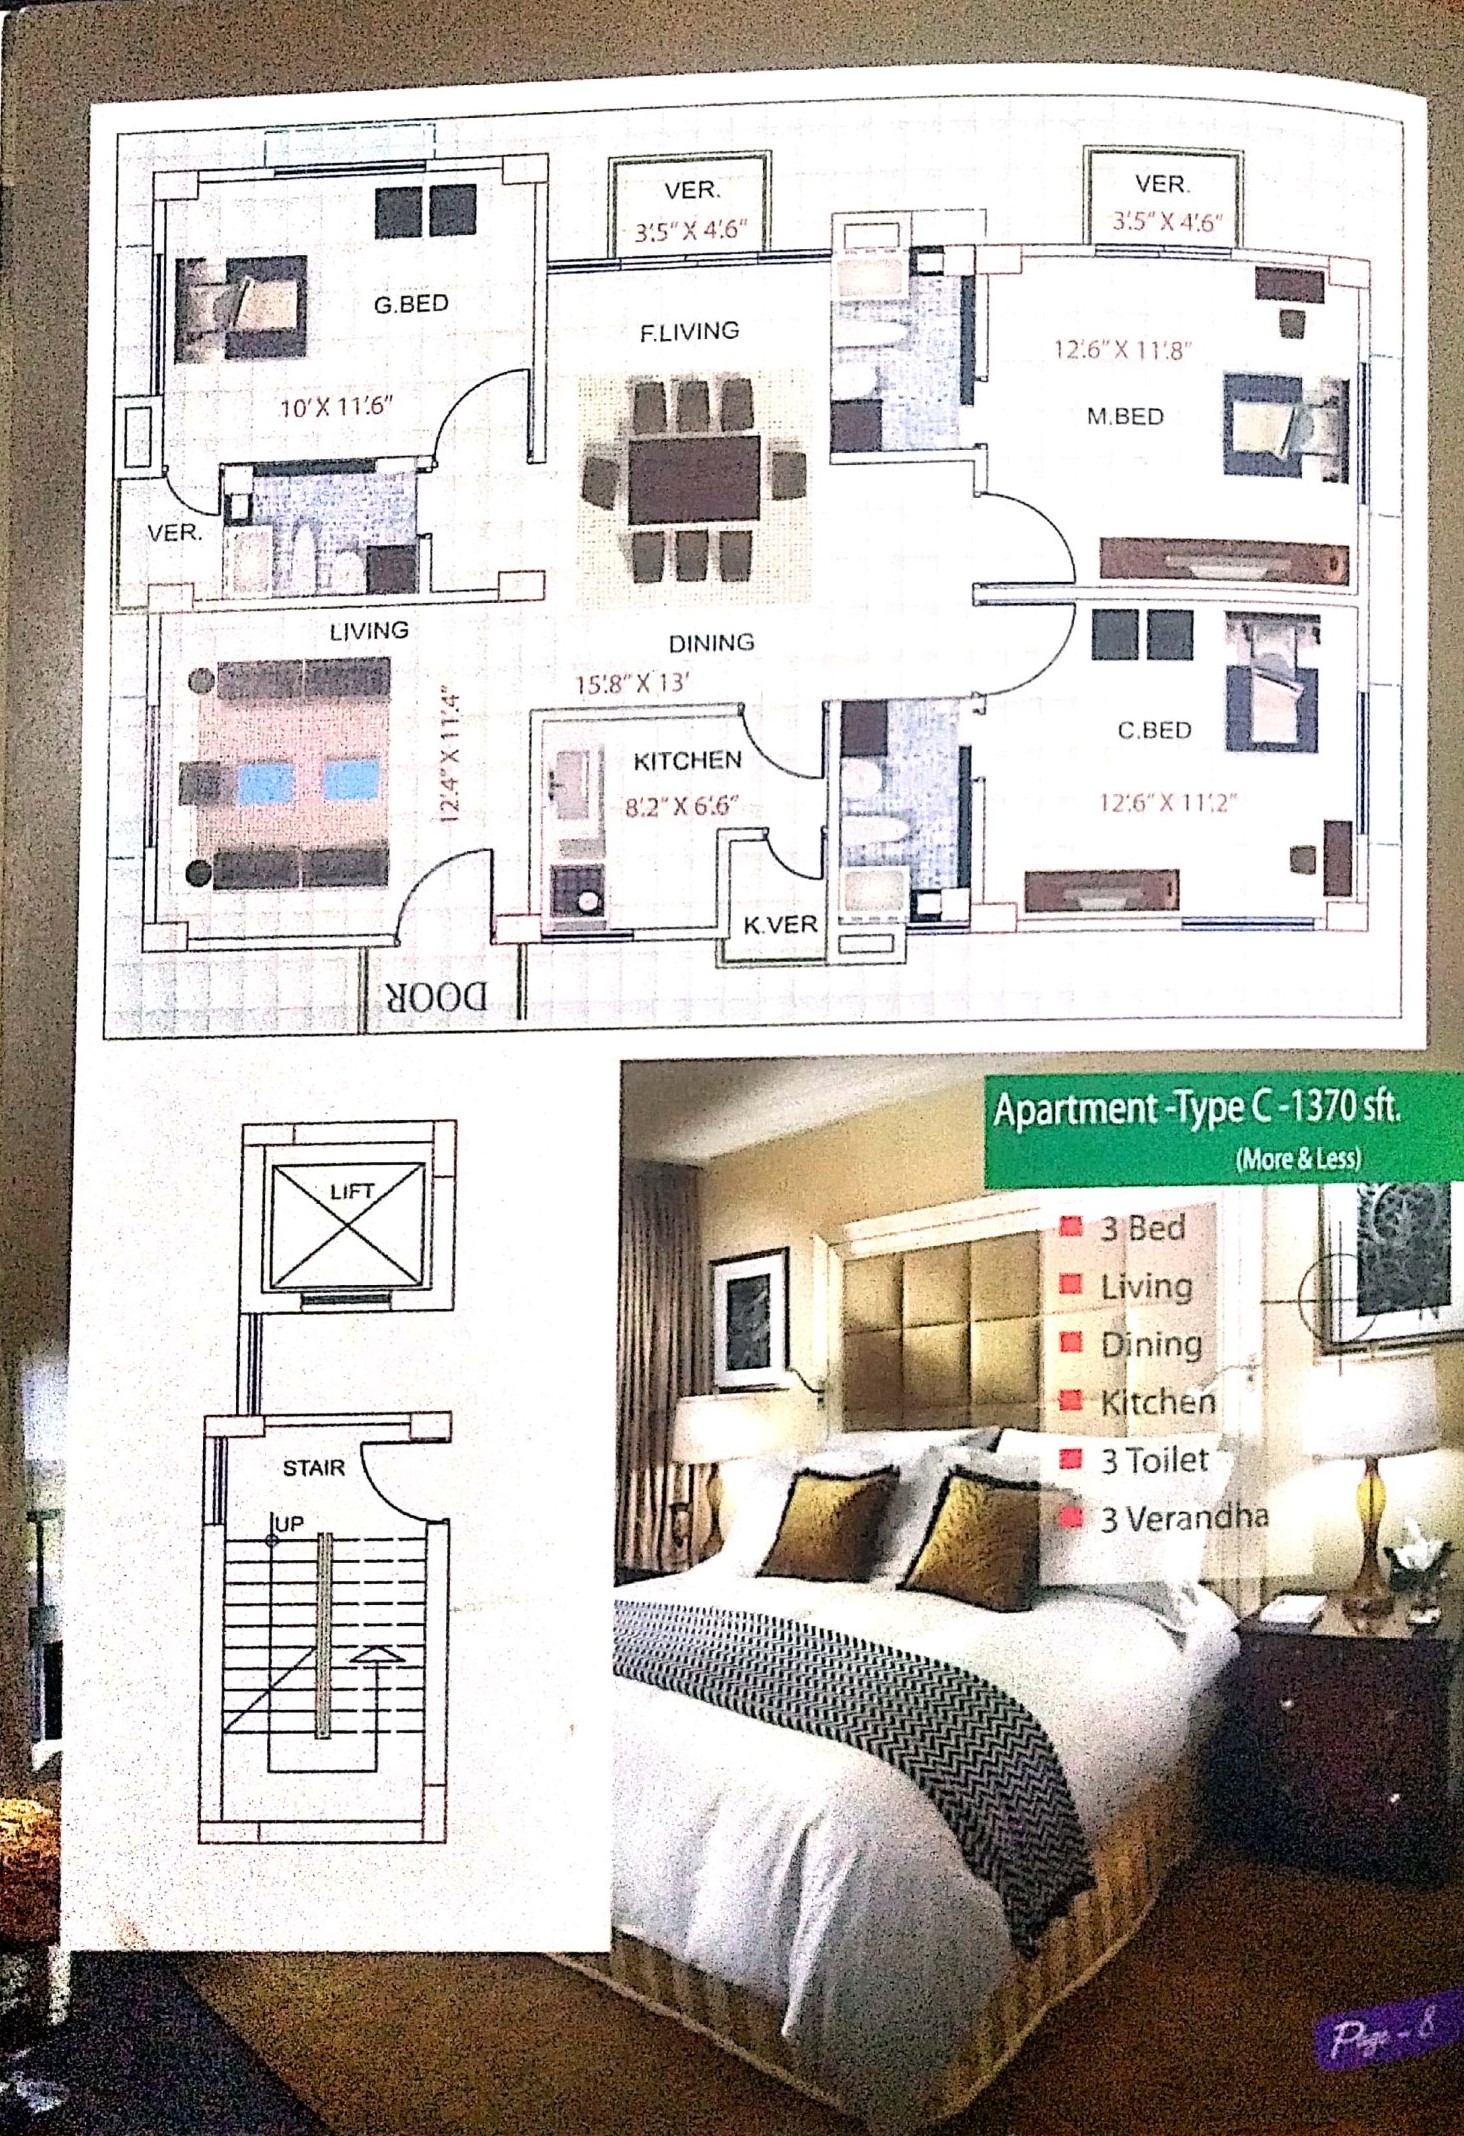 VER.
3'.5" X 4'.6"
VER.
3'.5" X 4'.6"
G.BED
10' X 11'.6"
F.LIVING
12'.6" X 11'.8"
M.BED
VER.
LIVING
12'.4" X 11'.4"
DINING
15'.8" X 13'
KITCHEN
8'.2" X 6'.6"
K.VER
C.BED
12'.6" X 11'.2"
DOOR
LIFT
STAIR
UP
Apartment -Type C -1370 sft.
(More & Less)
3 Bed
Living
Dining
Kitchen
3 Toilet
3 Verandha
N
Page - 8